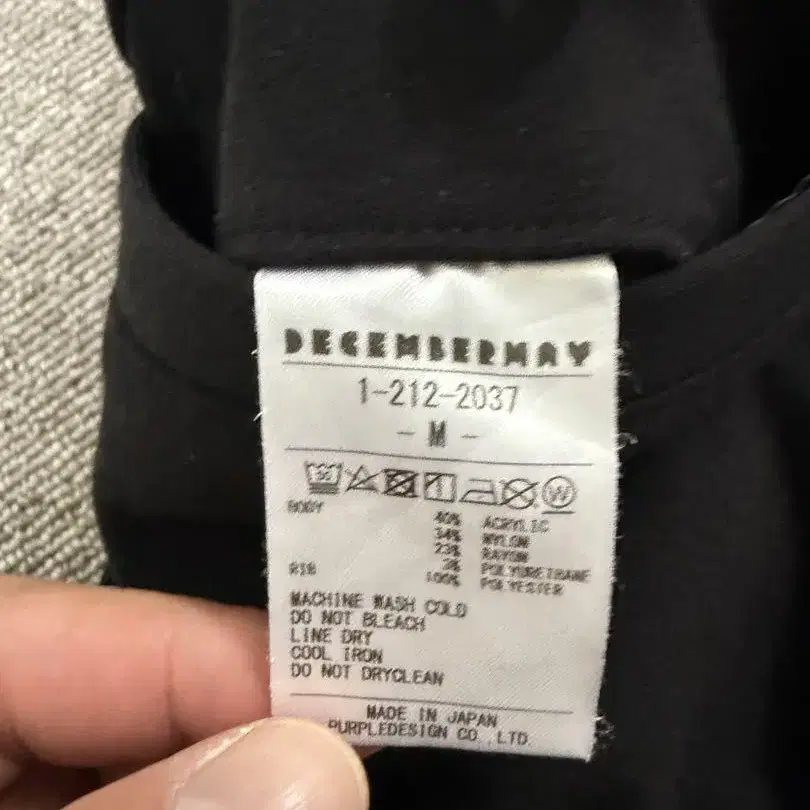 DECEMBERMAY
1-212-2037
- M -
30
W
BODY 40% ACRYLIC
34% NYLON
23% RAYON
3% POLYURETHANE
RIB 100% POLYESTER
MACHINE WASH COLD
DO NOT BLEACH
LINE DRY
COOL IRON
DO NOT DRYCLEAN
MADE IN JAPAN
PURPLEDESIGN CO.,LTD.